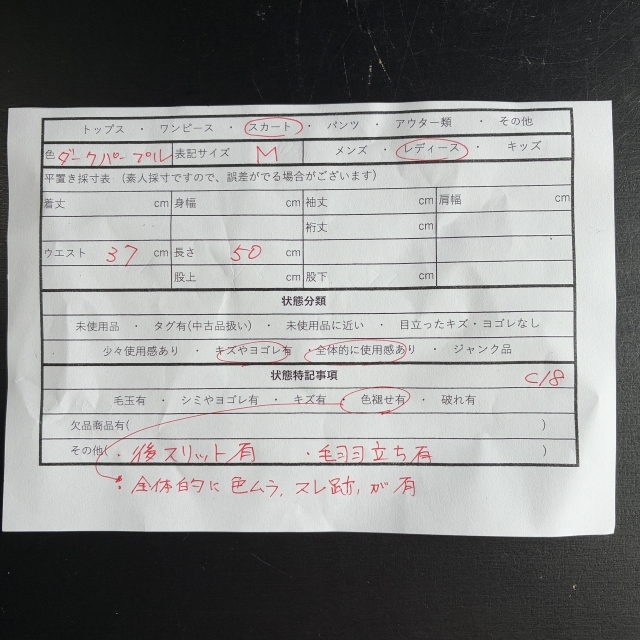 トップス ・ ワンピース ・ スカート ・ パンツ ・ アウター類 ・ その他
色 ダークパープル 表記サイズ M メンズ ・ レディース ・ キッズ
平置き採寸表 (素人採寸ですので、誤差がでる場合がございます)
着丈 cm 身幅 cm 袖丈 cm 肩幅 cm
裄丈 cm
ウエスト 37 cm 長さ 50 cm
股上 cm 股下 cm
状態分類
未使用品 ・ タグ有(中古品扱い) ・ 未使用品に近い ・ 目立ったキズ・ヨゴレなし
少々使用感あり ・ キズやヨゴレ有 ・ 全体的に使用感あり ・ ジャンク品
状態特記事項 C18
毛玉有 ・ シミやヨゴレ有 ・ キズ有 ・ 色褪せ有 ・ 破れ有
欠品商品有( )
その他( ・後スリット有 ・毛羽立ち有 )
・全体的に色ムラ,スレ跡,が有